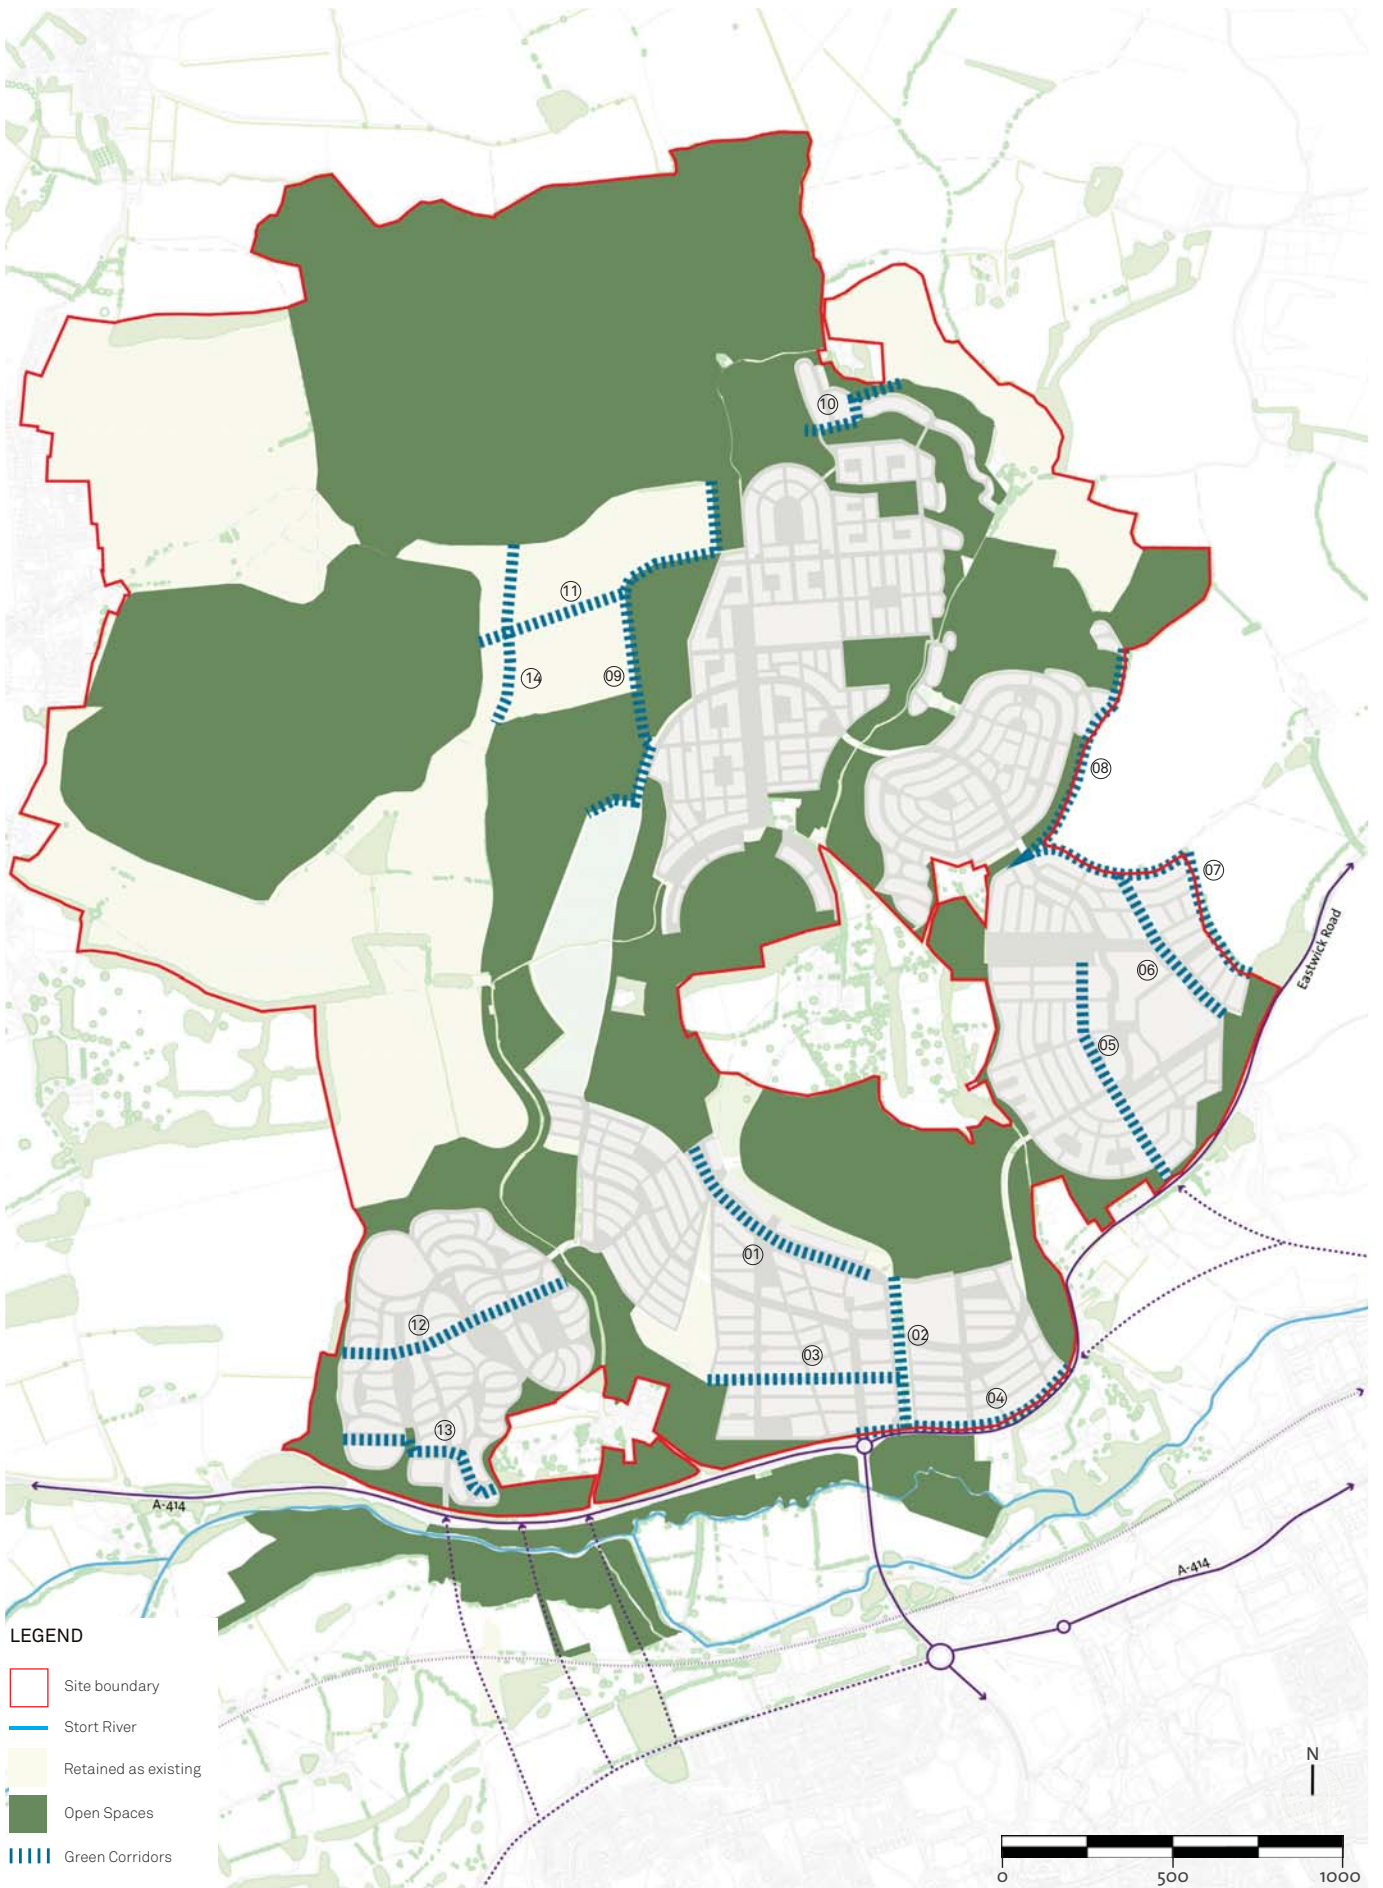 10
11
14
09
08
07
06
05
Eastwick Road
01
02
12
03
04
13
A-414
A-414
LEGEND
Site boundary
Stort River
Retained as existing
Open Spaces
Green Corridors
N
0 500 1000